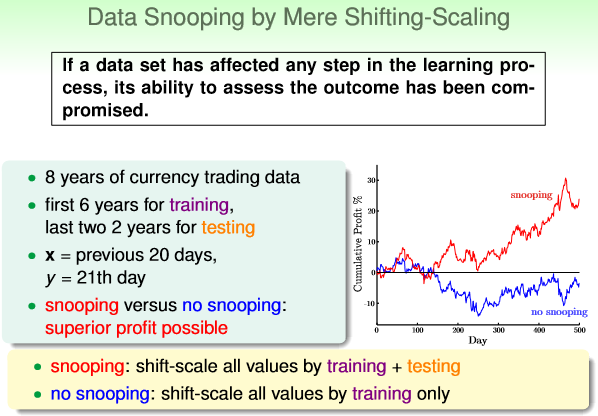 Data Snooping by Mere Shifting-Scaling
If a data set has affected any step in the learning pro-
cess, its ability to assess the outcome has been com-
promised.
• 8 years of currency trading data
• first 6 years for training,
last two 2 years for testing
• x = previous 20 days,
y = 21th day
• snooping versus no snooping:
superior profit possible
Cumulative Profit %
30
20
10
0
-10
snooping
no snooping
0
100
200
300
400
500
Day
• snooping: shift-scale all values by training + testing
• no snooping: shift-scale all values by training only